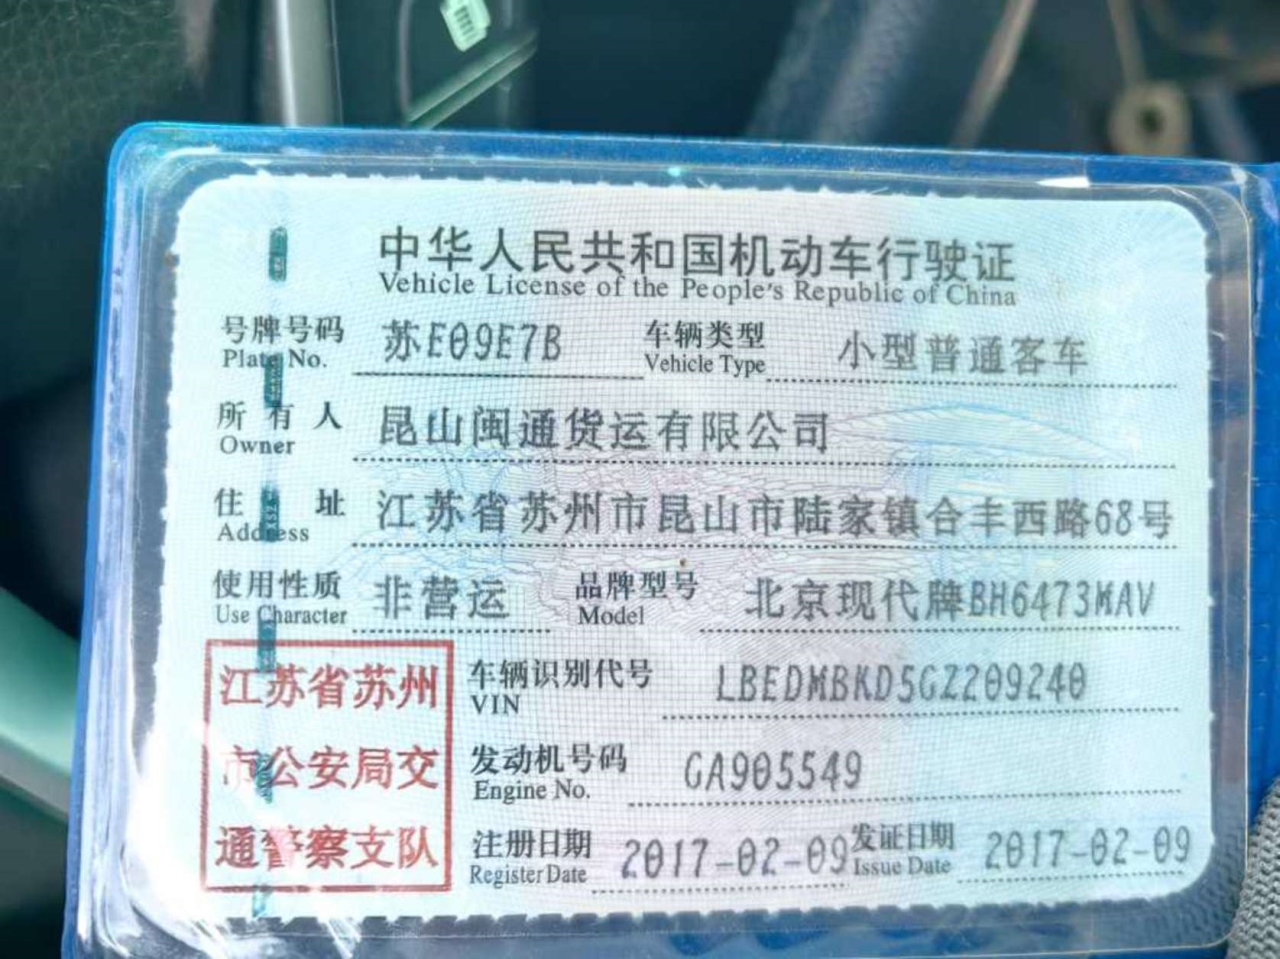 中华人民共和国机动车行驶证
Vehicle License of the People's Republic of China
号牌号码 苏E09E7B 车辆类型 小型普通客车
Plate No. Vehicle Type
所有人 昆山闽通货运有限公司
Owner
住址 江苏省苏州市昆山市陆家镇合丰西路68号
Address
使用性质 非营运 品牌型号 北京现代牌BH6473MAV
Use Character Model
江苏省苏州
市公安局交
通警察支队
车辆识别代号 LBEDMBKD5GZ209240
VIN
发动机号码 GA905549
Engine No.
注册日期 2017-02-09 发证日期 2017-02-09
Register Date Issue Date